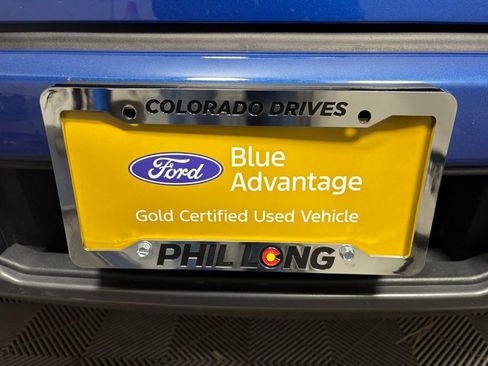 COLORADO DRIVES
Ford
Blue
Advantage
Gold Certified Used Vehicle
PHIL LONG